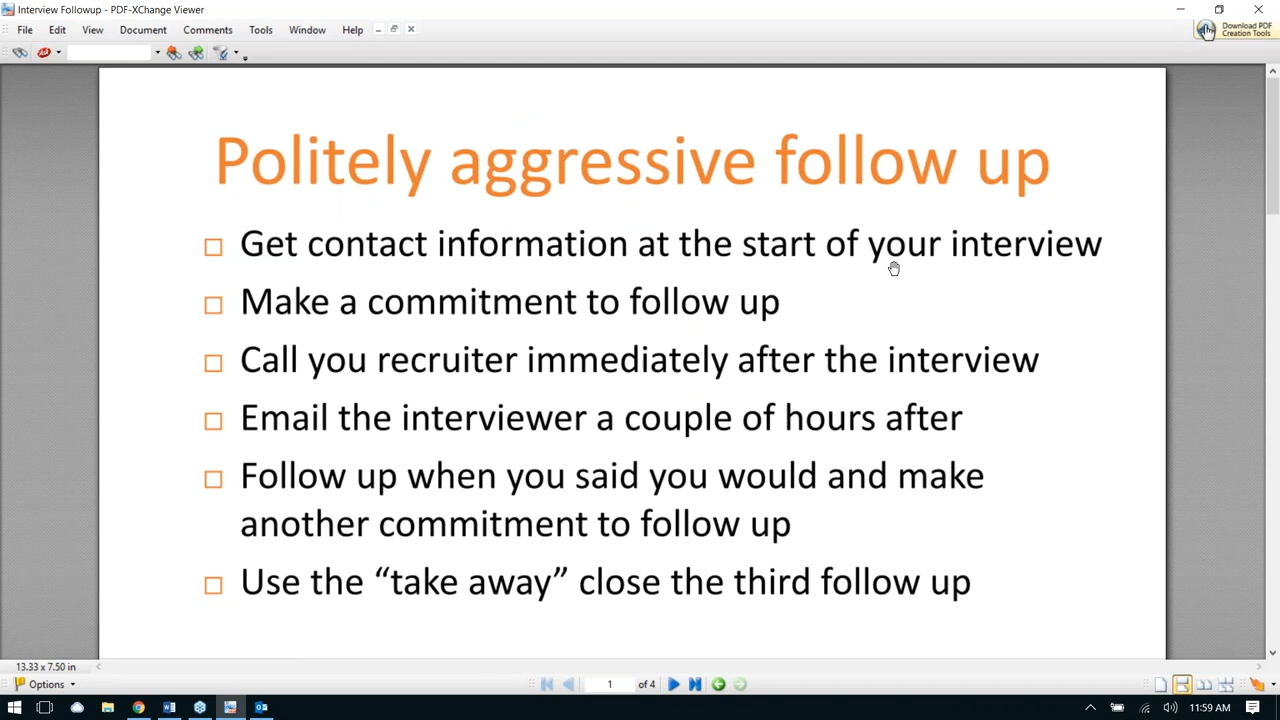 Interview Followup - PDF-XChange Viewer
File Edit View Document Comments Tools Window Help
Download PDF
Creation Tools
Politely aggressive follow up
Get contact information at the start of your interview
Make a commitment to follow up
Call you recruiter immediately after the interview
Email the interviewer a couple of hours after
Follow up when you said you would and make
another commitment to follow up
Use the “take away” close the third follow up
13.33 x 7.50 in
Options
1 of 4
11:59 AM